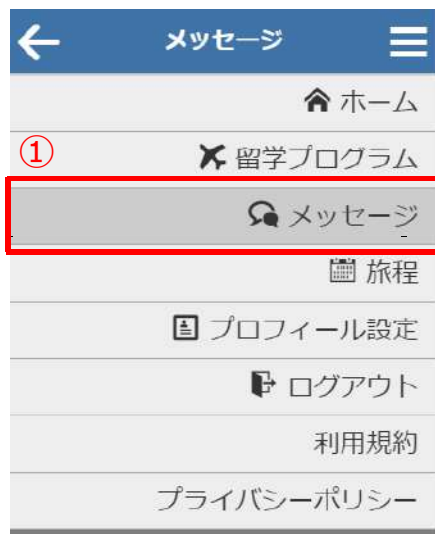 メッセージ
ホーム
①
留学プログラム
メッセージ
旅程
プロフィール設定
ログアウト
利用規約
プライバシーポリシー